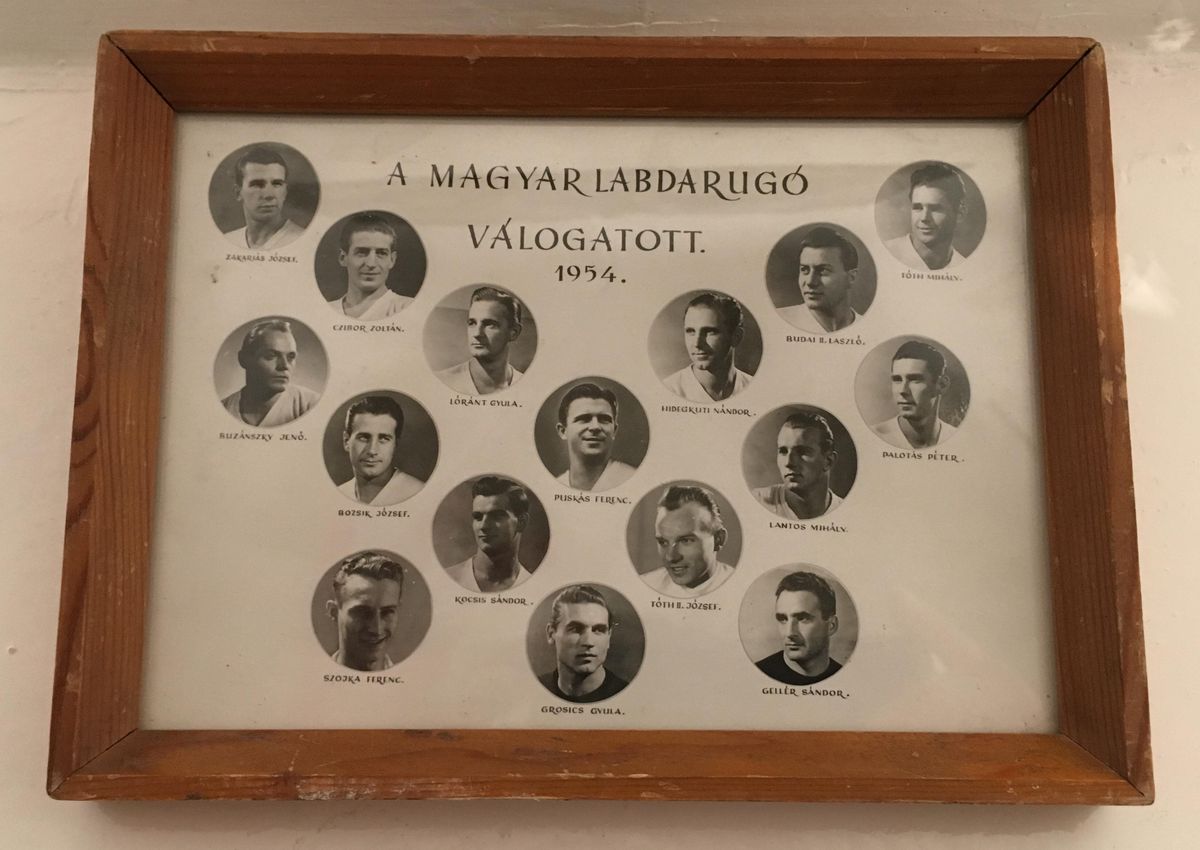 A MAGYAR LABDARUGÓ
VÁLOGATOTT.
1954.
ZAKARIÁS JÓZSEF.
TÓTH MIHÁLY.
CZIBOR ZOLTÁN.
BUDAI II. LASZLŐ.
LÓRÁNT GYULA.
HIDEGKUTI NÁNDOR.
BUZÁNSZKY JENŐ.
PALOTÁS PÉTER.
BOZSIK JÓZSEF.
PUSKÁS FERENC.
LANTOS MIHÁLY.
KOCSIS SÁNDOR.
TÓTH II. JÓZSEF.
SZOJKA FERENC.
GROSICS GYULA.
GELLÉR SÁNDOR.